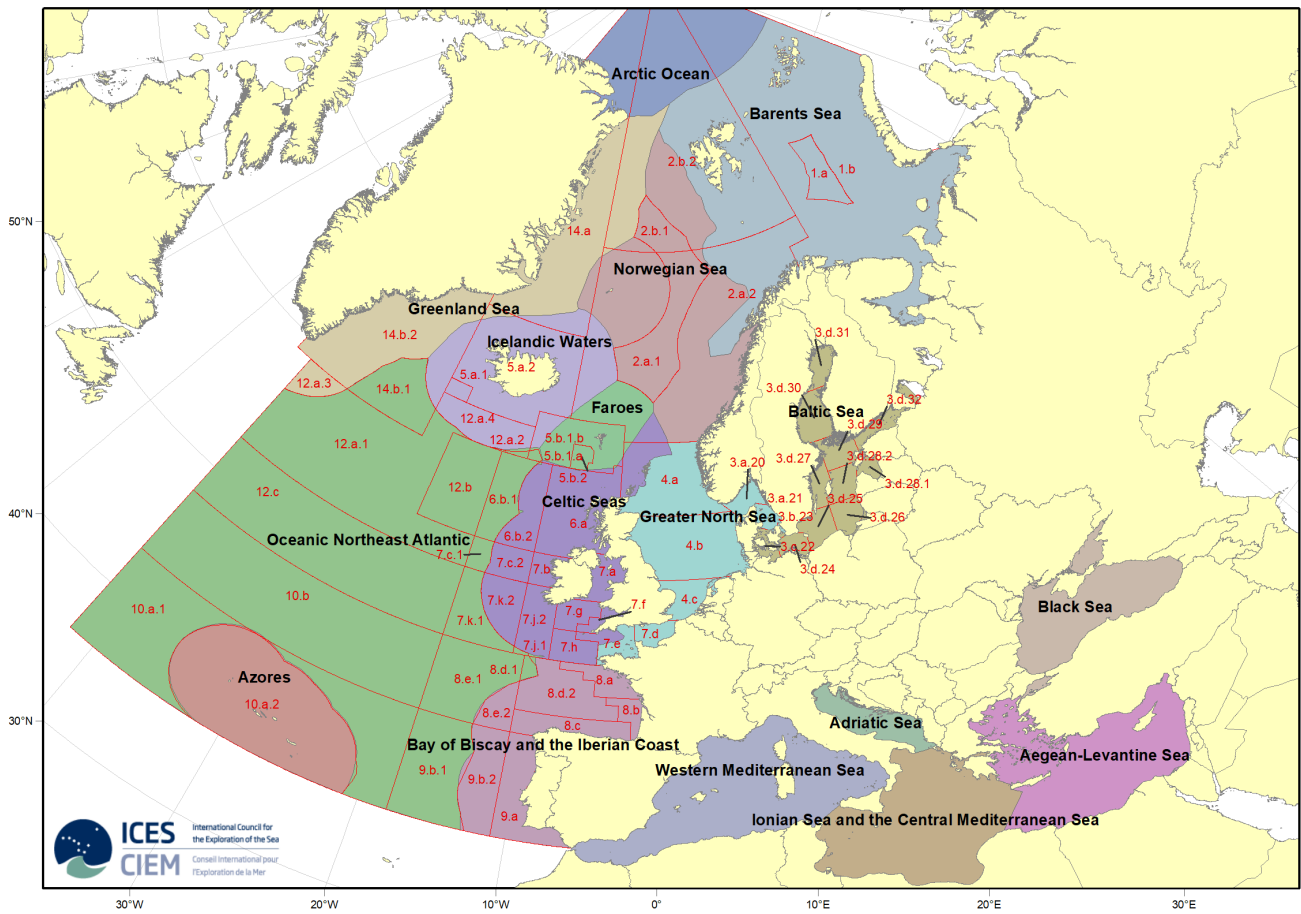 Arctic Ocean
Barents Sea
2.b.2
1.a
1.b
50°N
14.a
2.b.1
Norwegian Sea
2.a.2
Greenland Sea
14.b.2
Icelandic Waters
3.d.31
2.a.1
5.a.1
5.a.2
12.a.3
14.b.1
3.d.30
3.d.32
Faroes
Baltic Sea
12.a.4
3.d.29
12.a.2
5.b.1.b
12.a.1
5.b.1.a
3.d.27
3.d.28.2
3.a.20
5.b.2
4.a
3.d.28.1
12.c
12.b
6.b.1
3.a.21
3.d.25
Celtic Seas
40°N
6.a
Greater North Sea
3.b.23
3.d.26
6.b.2
Oceanic Northeast Atlantic
4.b
3.c.22
7.c.1
7.c.2
7.b
7.a
3.d.24
10.b
7.k.2
4.c
10.a.1
7.f
Black Sea
7.g
7.k.1
7.j.2
7.d
7.j.1
7.h
7.e
8.d.1
Azores
8.e.1
8.a
10.a.2
8.d.2
8.b
30°N
8.e.2
8.c
Adriatic Sea
Bay of Biscay and the Iberian Coast
Aegean-Levantine Sea
9.b.1
Western Mediterranean Sea
9.b.2
9.a
Ionian Sea and the Central Mediterranean Sea
ICES
International Council for
the Exploration of the Sea
CIEM
Conseil International pour
l'Exploration de la Mer
30°W
20°W
10°W
0°
10°E
20°E
30°E